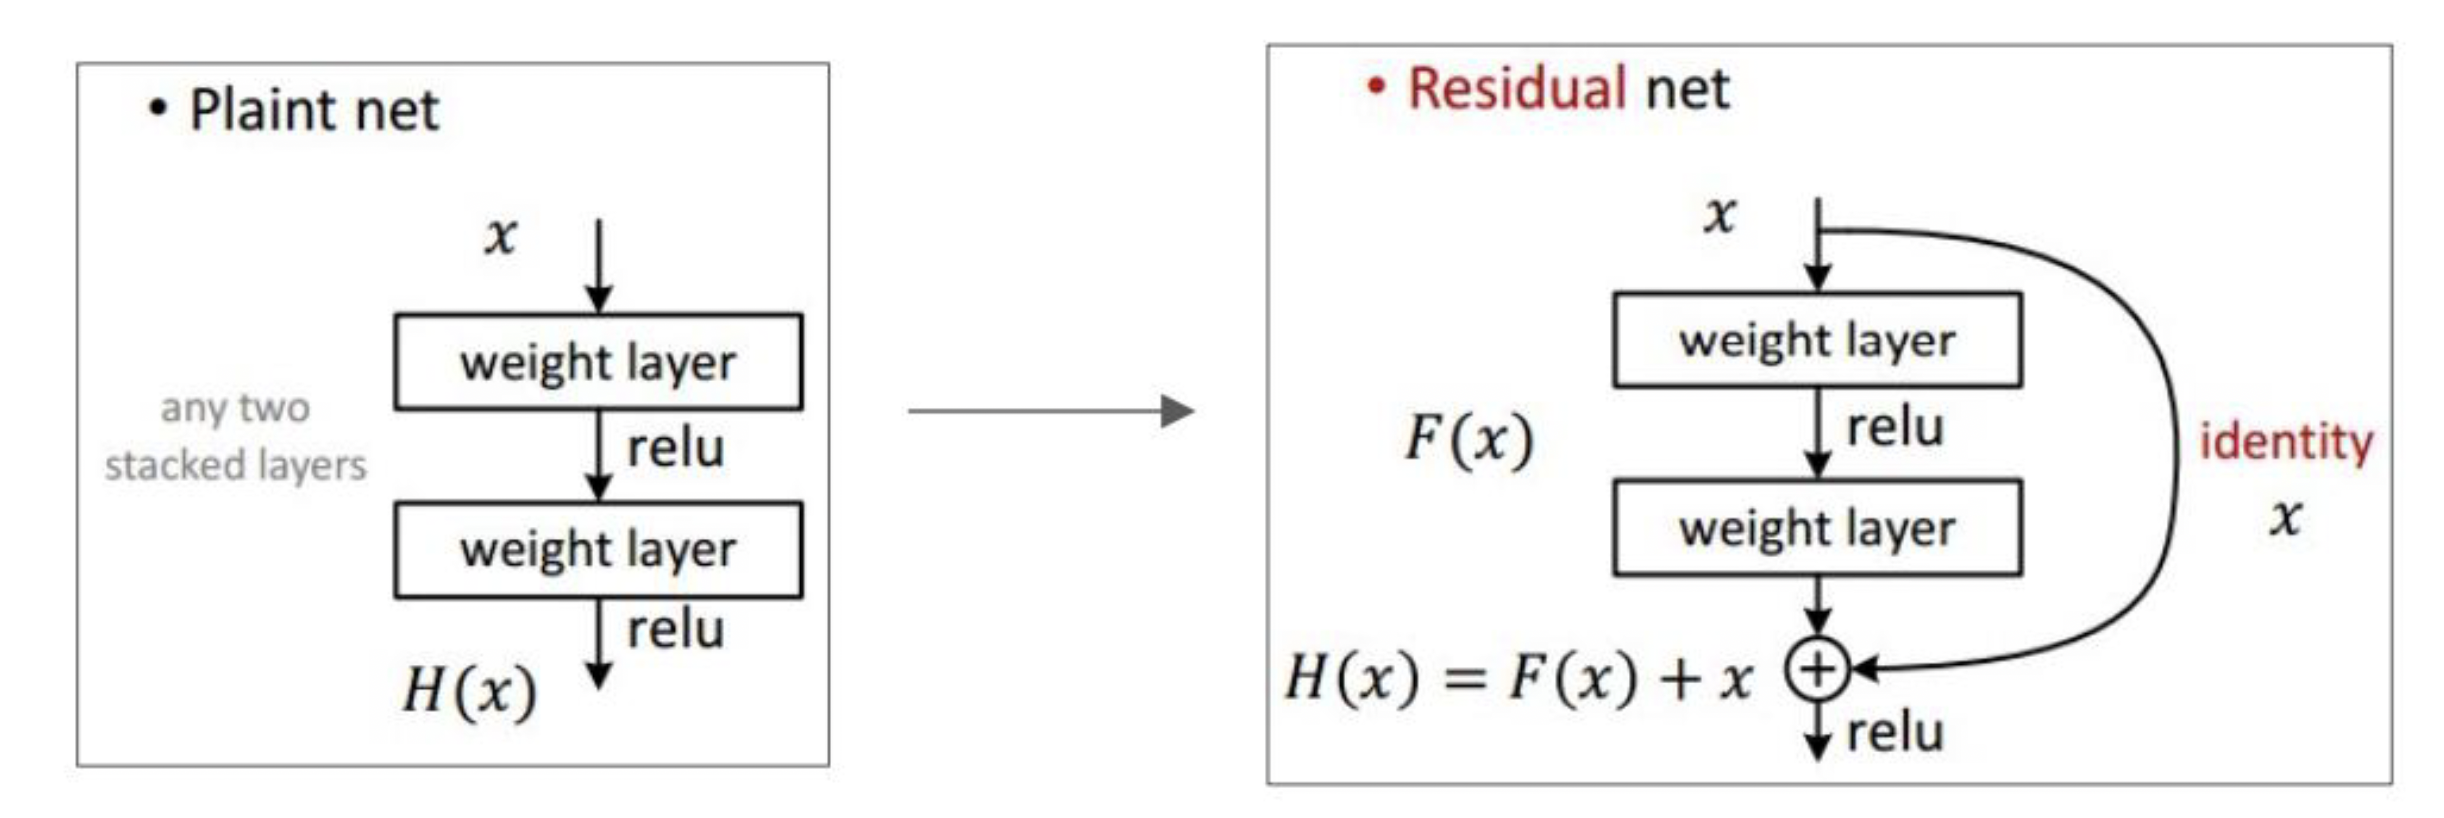 • Plaint net
x
weight layer
any two
stacked layers
relu
weight layer
relu
H(x)
• Residual net
x
weight layer
F(x)
relu
identity
x
weight layer
H(x) = F(x) + x
+
relu